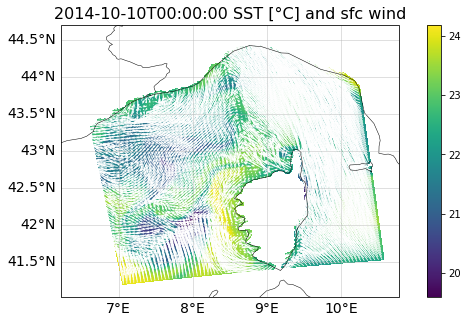 2014-10-10T00:00:00 SST [°C] and sfc wind
44.5°N
44°N
43.5°N
43°N
42.5°N
42°N
41.5°N
7°E 8°E 9°E 10°E
24
23
22
21
20